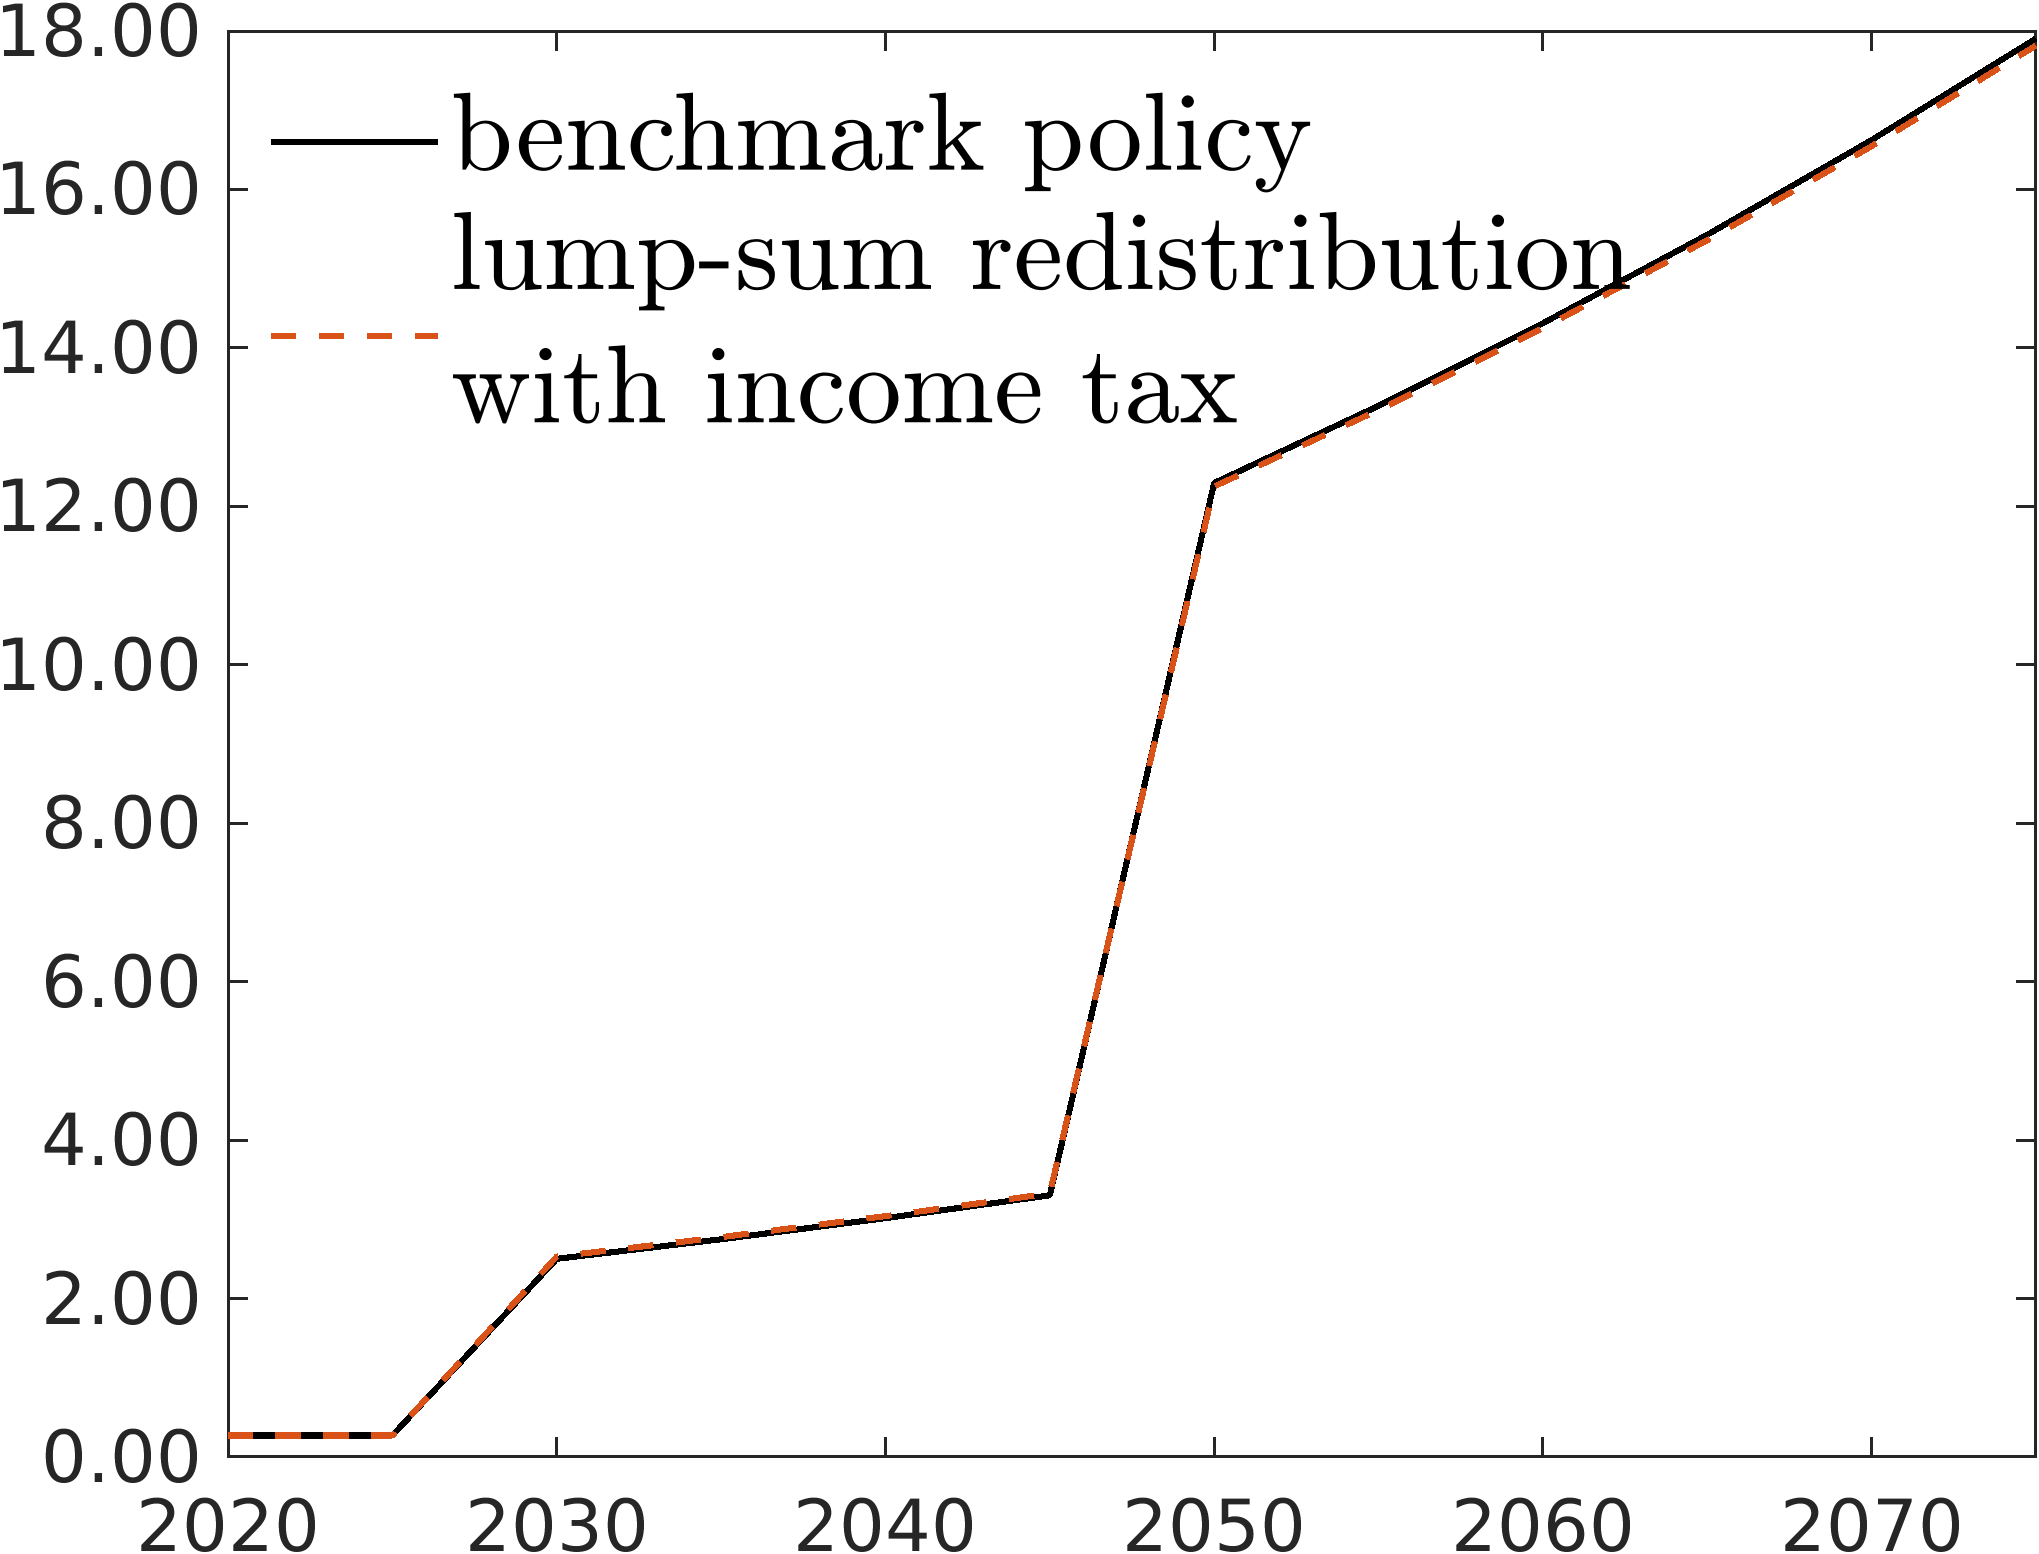 18.00
benchmark policy
16.00
lump-sum redistribution
14.00
with income tax
12.00
10.00
8.00
6.00
4.00
2.00
0.00
2020 2030 2040 2050 2060 2070